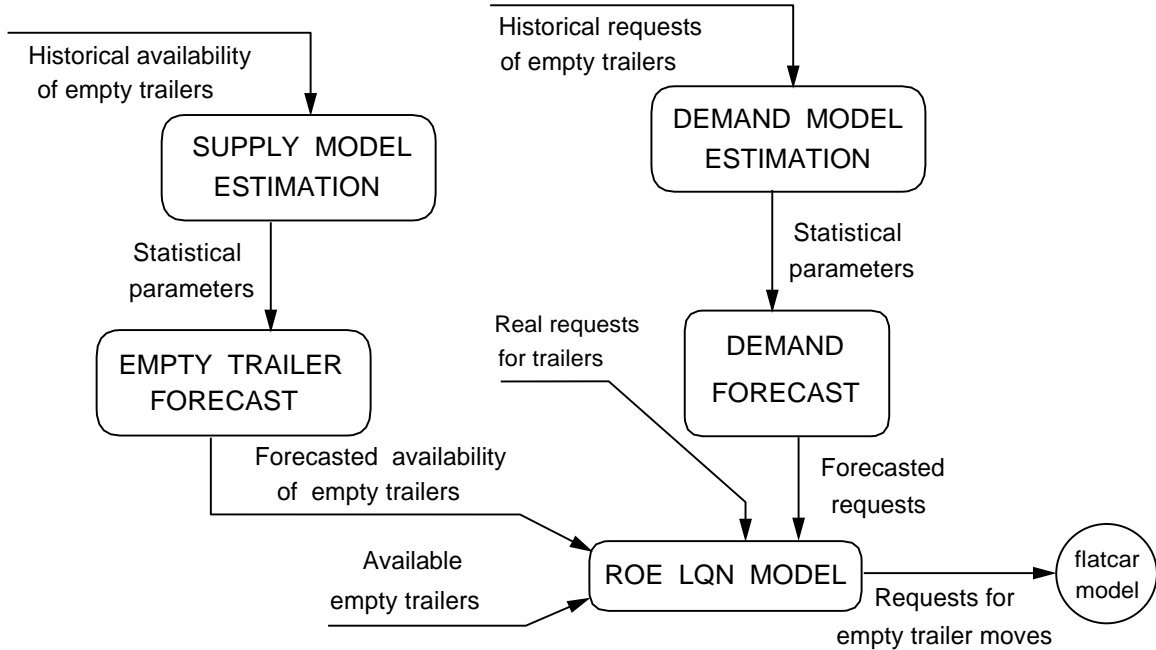 Historical availability
of empty trailers
Historical requests
of empty trailers
SUPPLY MODEL
ESTIMATION
DEMAND MODEL
ESTIMATION
Statistical
parameters
Statistical
parameters
EMPTY TRAILER
FORECAST
Real requests
for trailers
DEMAND
FORECAST
Forecasted availability
of empty trailers
Forecasted
requests
Available
empty trailers
ROE LQN MODEL
Requests for
empty trailer moves
flatcar
model